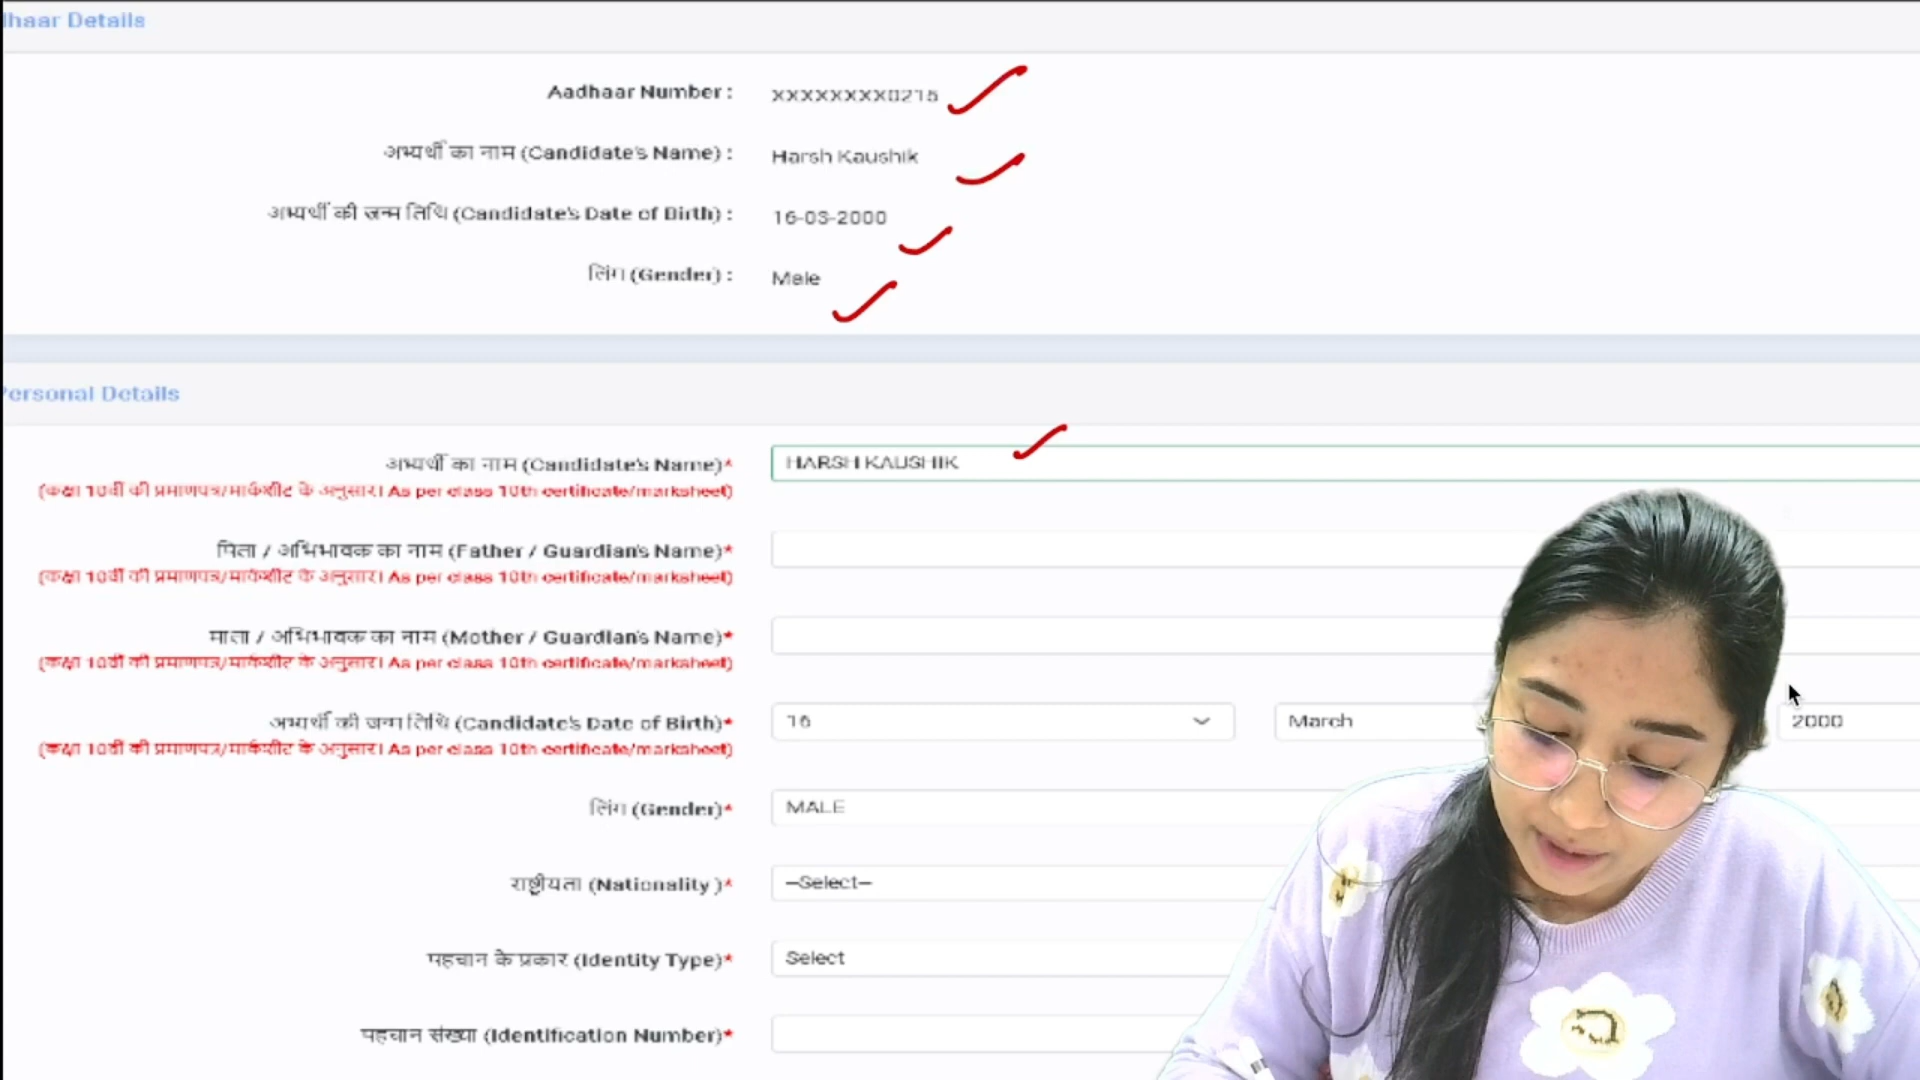 dhaar Details
Aadhaar Number : XXXXXXXX0215
अभ्यर्थी का नाम (Candidate's Name) : Harsh Kaushik
अभ्यर्थी की जन्म तिथि (Candidate's Date of Birth) : 16-03-2000
लिंग (Gender) : Male
Personal Details
अभ्यर्थी का नाम (Candidate's Name)* HARSH KAUSHIK
(कक्षा 10वीं की प्रमाणपत्र/मार्कशीट के अनुसार। As per class 10th certificate/marksheet)
पिता / अभिभावक का नाम (Father / Guardian's Name)*
(कक्षा 10वीं की प्रमाणपत्र/मार्कशीट के अनुसार। As per class 10th certificate/marksheet)
माता / अभिभावक का नाम (Mother / Guardian's Name)*
(कक्षा 10वीं की प्रमाणपत्र/मार्कशीट के अनुसार। As per class 10th certificate/marksheet)
अभ्यर्थी की जन्म तिथि (Candidate's Date of Birth)* 16 March 2000
(कक्षा 10वीं की प्रमाणपत्र/मार्कशीट के अनुसार। As per class 10th certificate/marksheet)
लिंग (Gender)* MALE
राष्ट्रीयता (Nationality )* --Select--
पहचान के प्रकार (Identity Type)* Select
पहचान संख्या (Identification Number)*